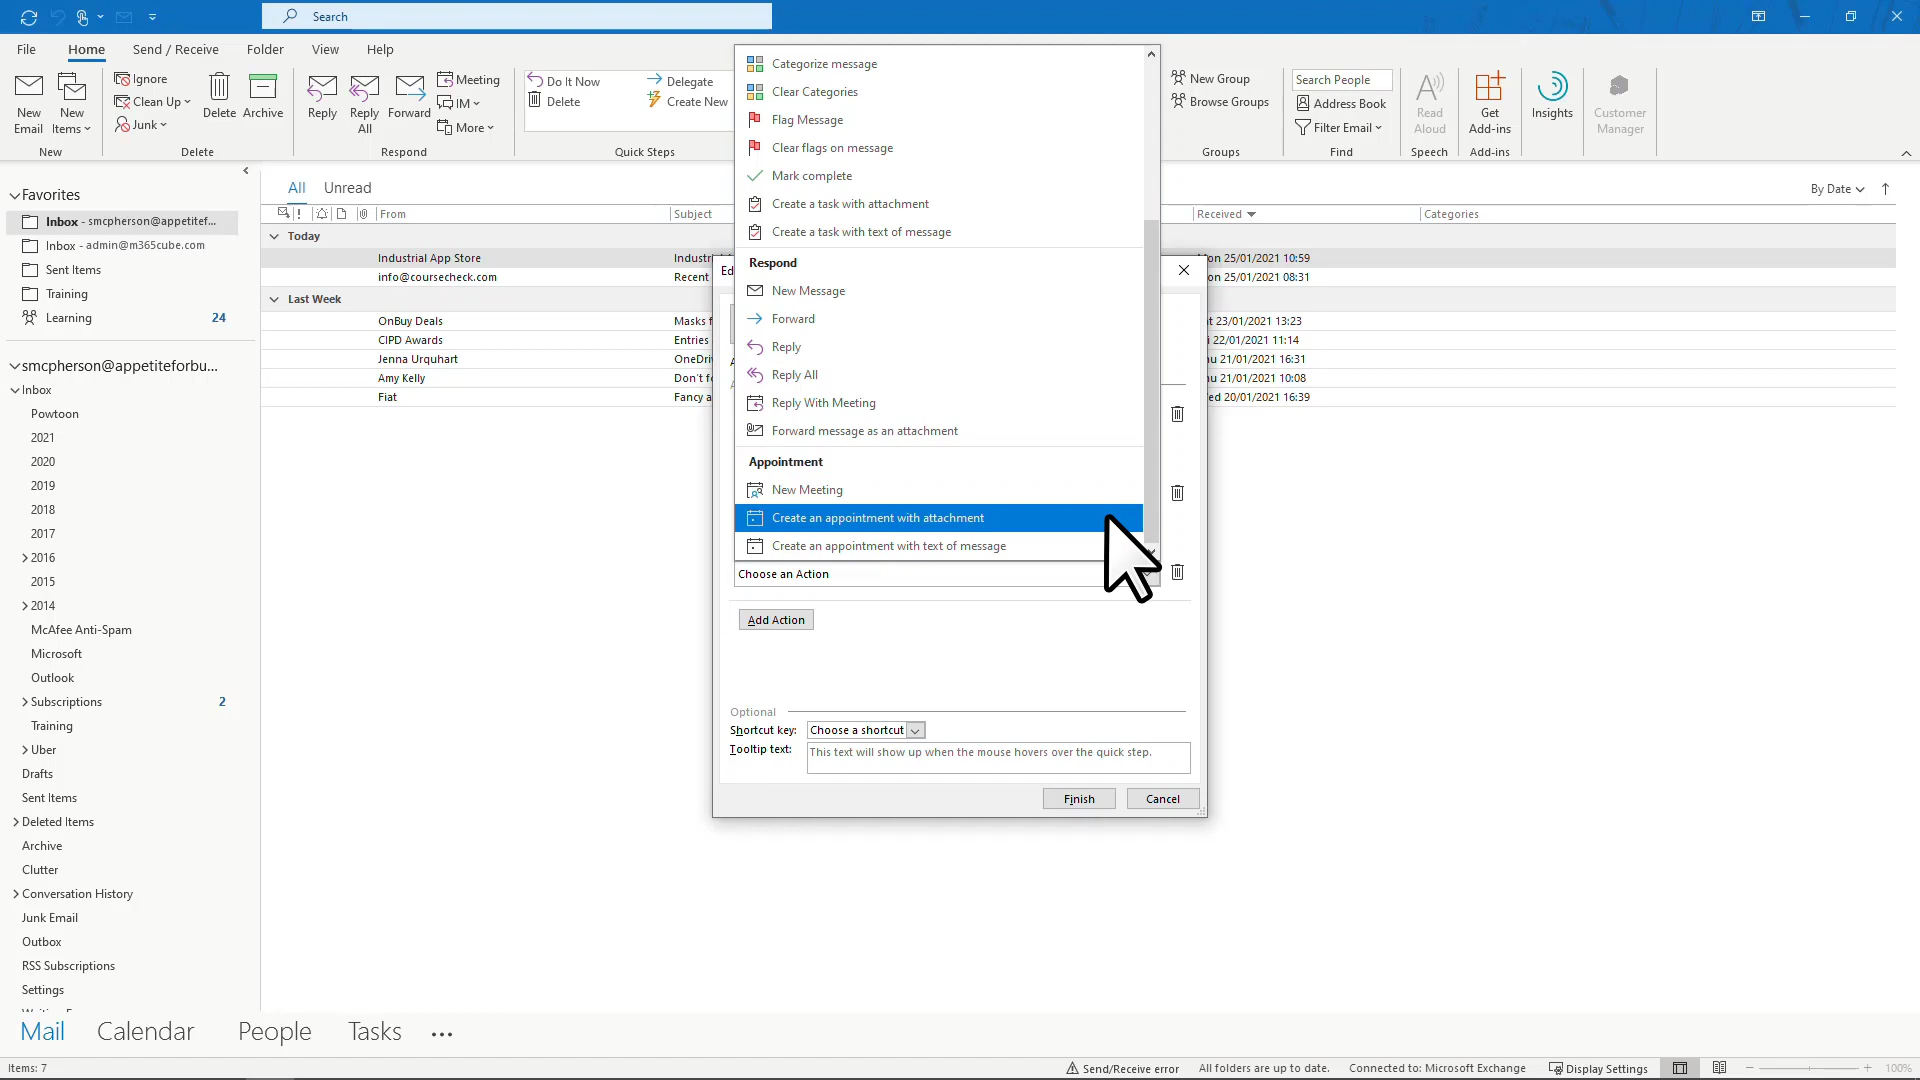 Search
File Home Send / Receive Folder View Help
New Email
New Items
New
Ignore
Clean Up
Junk
Delete
Archive
Delete
Reply
Reply All
Forward
Meeting
IM
More
Respond
Do It Now
Delete
Delegate
Create New
Quick Steps
New Group
Browse Groups
Groups
Search People
Address Book
Filter Email
Find
Read Aloud
Speech
Get Add-ins
Add-ins
Insights
Customer Manager
Favorites
Inbox - smcpherson@appetitef...
Inbox - admin@m365cube.com
Sent Items
Training
Learning 24
smcpherson@appetiteforbu...
Inbox
Powtoon
2021
2020
2019
2018
2017
2016
2015
2014
McAfee Anti-Spam
Microsoft
Outlook
Subscriptions 2
Training
Uber
Drafts
Sent Items
Deleted Items
Archive
Clutter
Conversation History
Junk Email
Outbox
RSS Subscriptions
Settings
All Unread
By Date
From Subject Received Categories
Today
Industrial App Store Indust 25/01/2021 10:59
info@coursecheck.com Recent 25/01/2021 08:31
Last Week
OnBuy Deals Masks 23/01/2021 13:23
CIPD Awards Entries 22/01/2021 11:14
Jenna Urquhart OneDri 21/01/2021 16:31
Amy Kelly Don't 21/01/2021 10:08
Fiat Fancy 20/01/2021 16:39
Categorize message
Clear Categories
Flag Message
Clear flags on message
Mark complete
Create a task with attachment
Create a task with text of message
Respond
New Message
Forward
Reply
Reply All
Reply With Meeting
Forward message as an attachment
Appointment
New Meeting
Create an appointment with attachment
Create an appointment with text of message
Ed
Choose an Action
Add Action
Optional
Shortcut key: Choose a shortcut
Tooltip text: This text will show up when the mouse hovers over the quick step.
Finish Cancel
Mail Calendar People Tasks ...
Items: 7 Send/Receive error All folders are up to date. Connected to: Microsoft Exchange Display Settings 100%